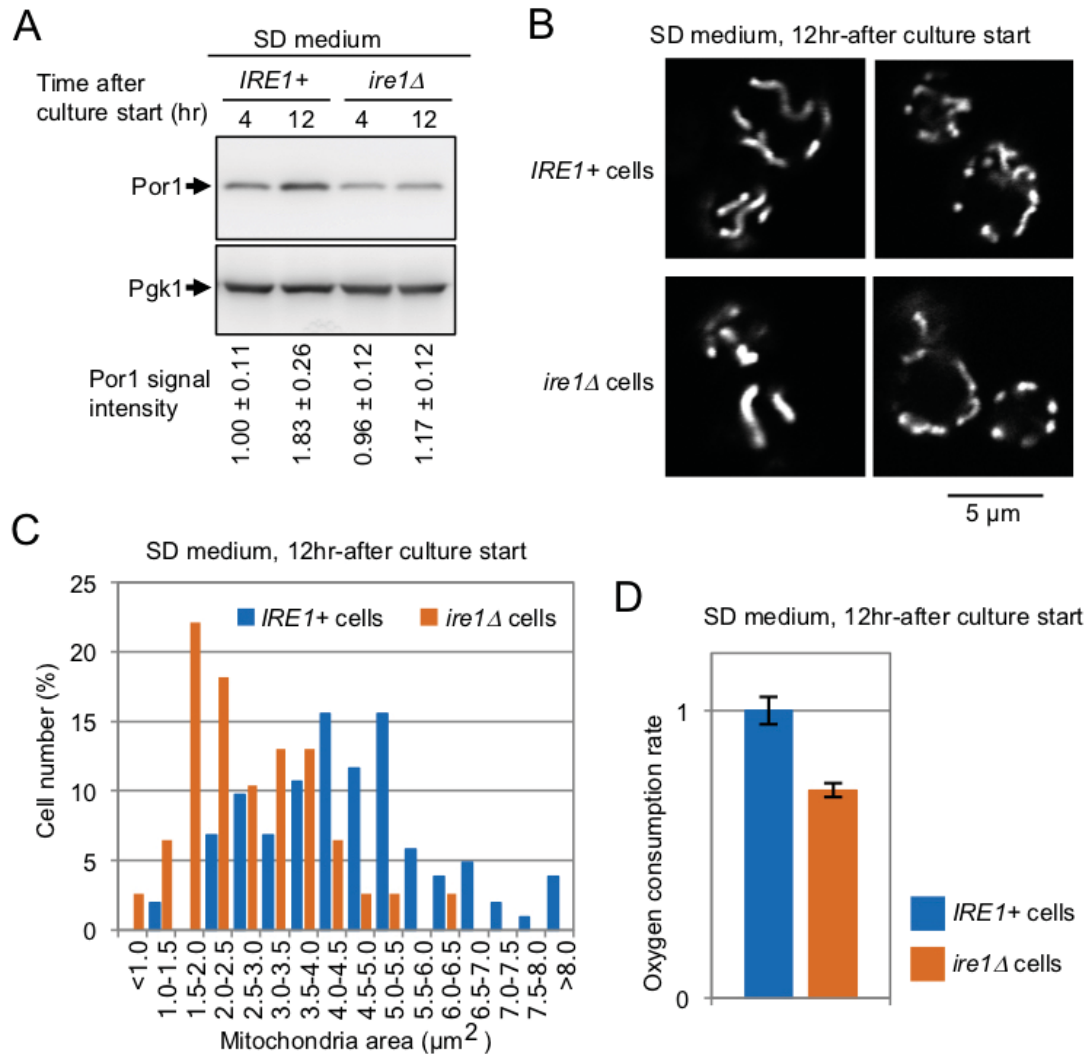 A
SD medium
Time after
culture start (hr)
IRE1+
ire1Δ
4 12 4 12
Por1
Pgk1
Por1 signal
intensity
1.00 ± 0.11
1.83 ± 0.26
0.96 ± 0.12
1.17 ± 0.12
B
SD medium, 12hr-after culture start
IRE1+ cells
ire1Δ cells
5 µm
C
SD medium, 12hr-after culture start
IRE1+ cells
ire1Δ cells
Cell number (%)
25
20
15
10
5
0
<1.0
1.0-1.5
1.5-2.0
2.0-2.5
2.5-3.0
3.0-3.5
3.5-4.0
4.0-4.5
4.5-5.0
5.0-5.5
5.5-6.0
6.0-6.5
6.5-7.0
7.0-7.5
7.5-8.0
>8.0
Mitochondria area (µm²)
D
SD medium, 12hr-after culture start
Oxygen consumption rate
1
0
IRE1+ cells
ire1Δ cells